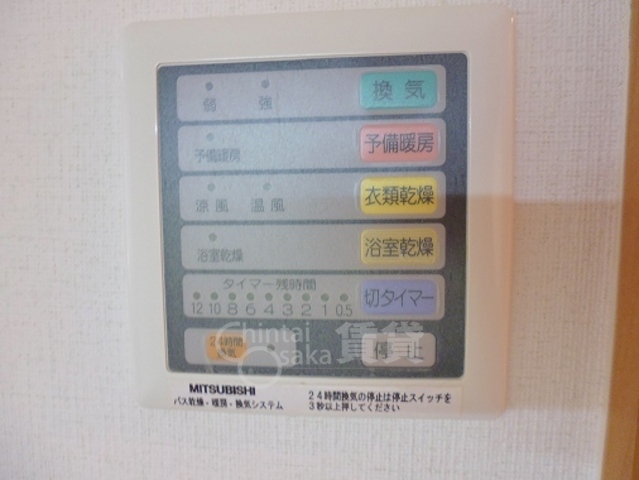 弱 強 換気
予備暖房 予備暖房
涼風 温風 衣類乾燥
浴室乾燥 浴室乾燥
タイマー残時間
12 10 8 6 4 3 2 1 0.5 切タイマー
24時間
換気 停止
Chintai 賃貸
Osaka
MITSUBISHI
バス乾燥・暖房・換気システム
24時間換気の停止は停止スイッチを
3秒以上押してください